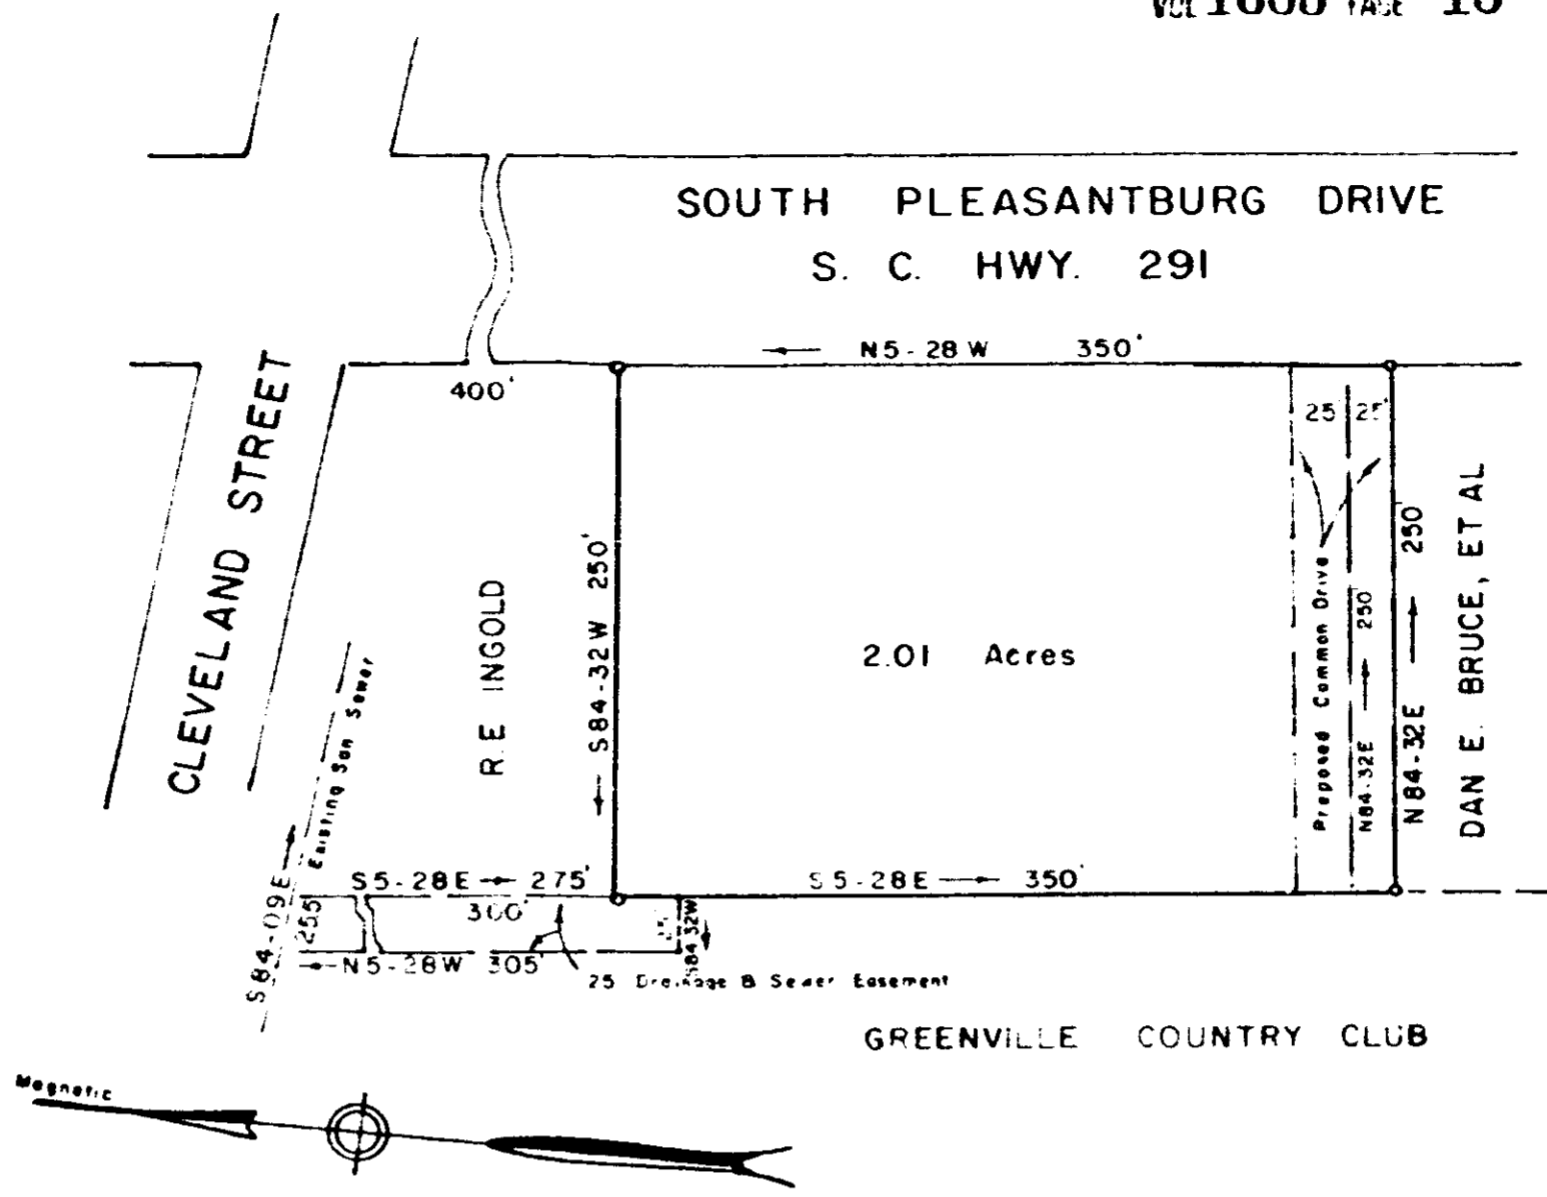 SOUTH PLEASANTBURG DRIVE
S. C. HWY. 291
N5-28W 350'
400'
CLEVELAND STREET
R.E INGOLD
S84-32W 250'
2.01 Acres
25
25'
Proposed Common Drive
N84-32E 250
N84-32E 250'
DAN E. BRUCE, ET AL
Existing San Sewer
S84-09E
25.5'
S5-28E 275'
300'
S5-28E 350'
S84 32W
N5-28W 305'
25 Drainage & Sewer Easement
GREENVILLE COUNTRY CLUB
Magnetic